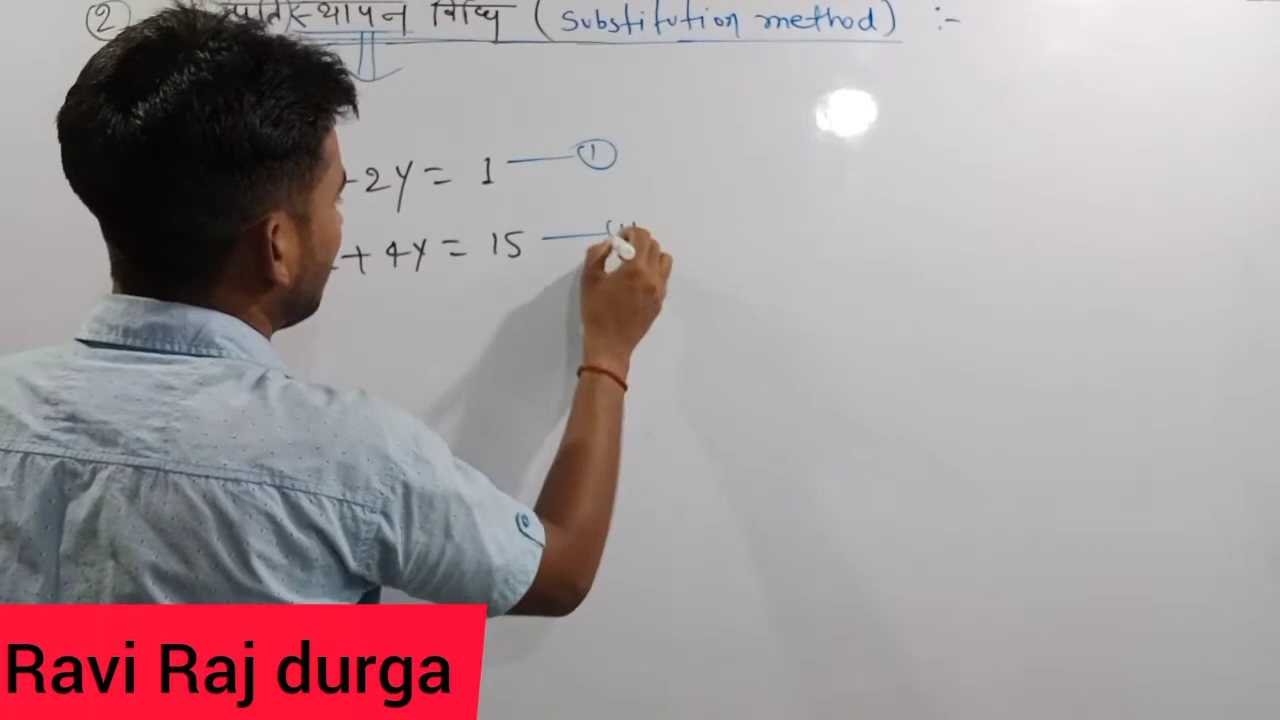 ② प्रतिस्थापन विधि (Substitution method) :-
-2y = 1 — ①
+ 4y = 15 —
Ravi Raj durga